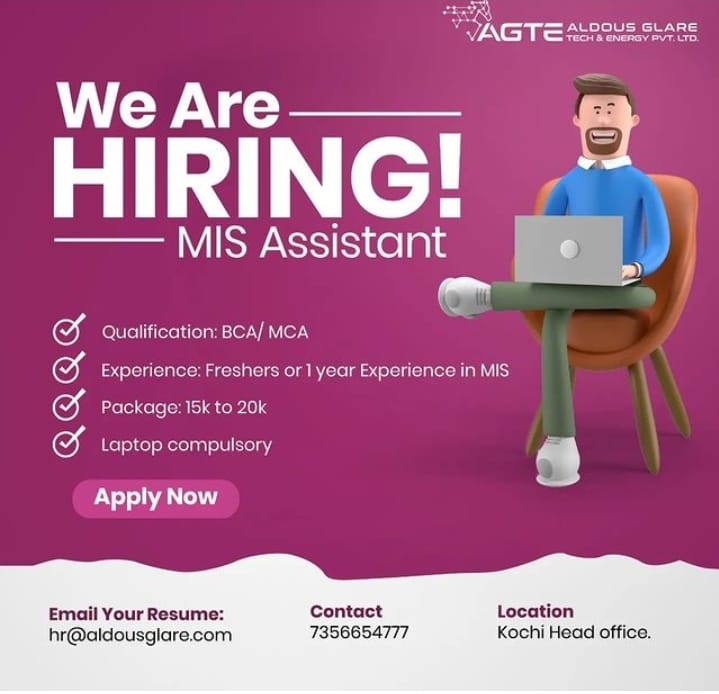 AGTE ALDOUS GLARE
TECH & ENERGY PVT. LTD.
We Are
HIRING!
MIS Assistant
Qualification: BCA/ MCA
Experience: Freshers or 1 year Experience in MIS
Package: 15k to 20k
Laptop compulsory
Apply Now
Email Your Resume:
hr@aldousglare.com
Contact
7356654777
Location
Kochi Head office.